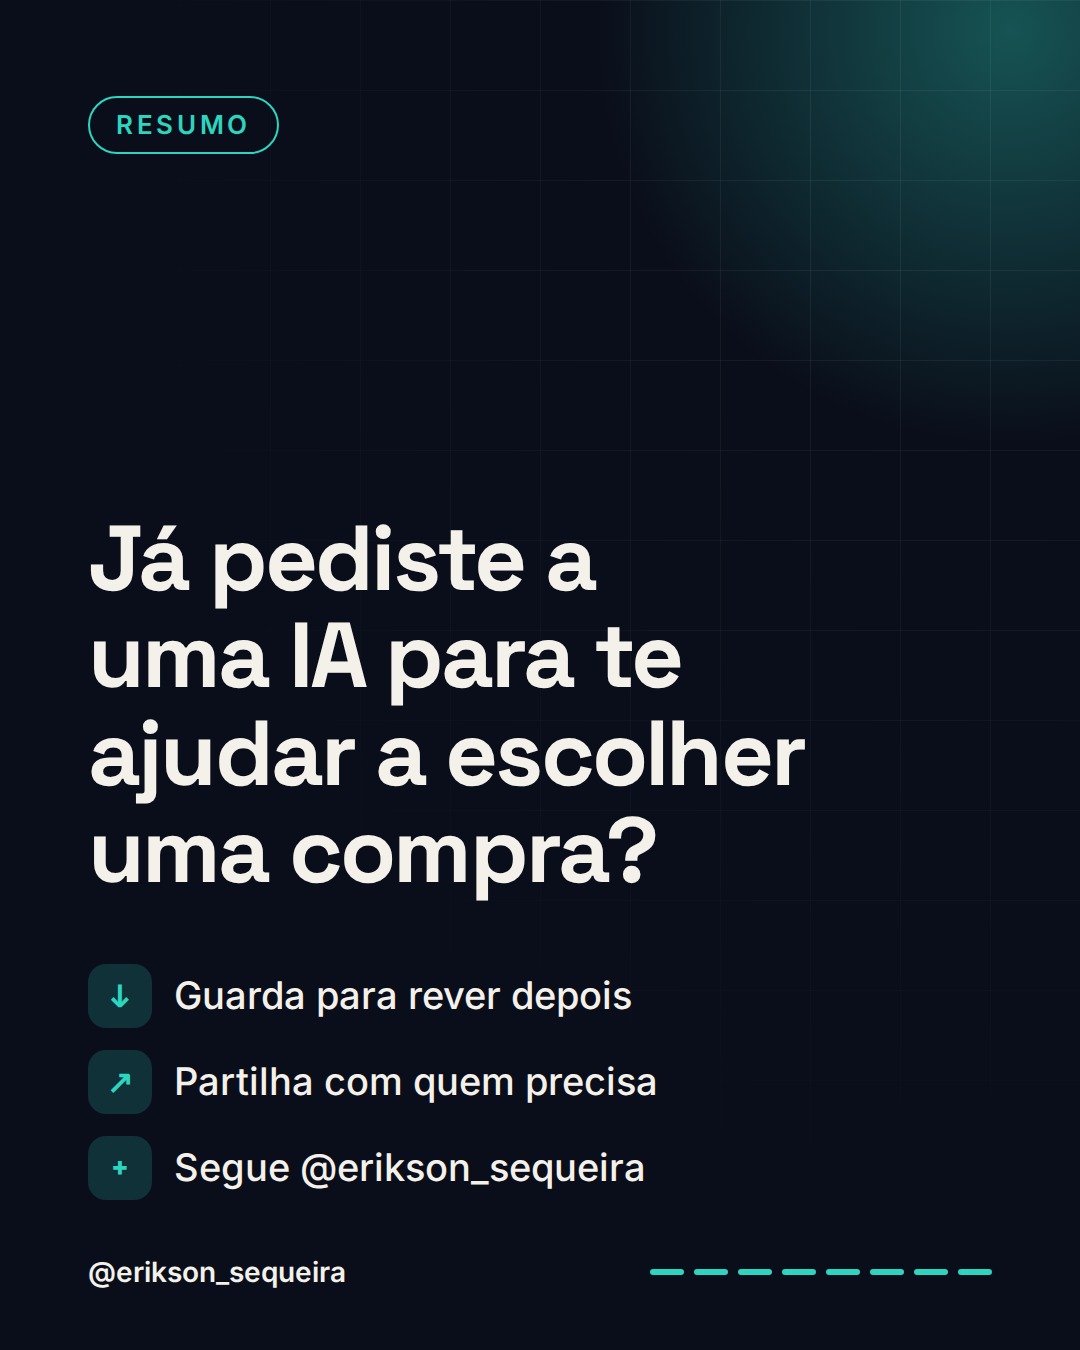 RESUMO
Já pediste a
uma IA para te
ajudar a escolher
uma compra?
↓ Guarda para rever depois
↗ Partilha com quem precisa
+ Segue @erikson_sequeira
@erikson_sequeira